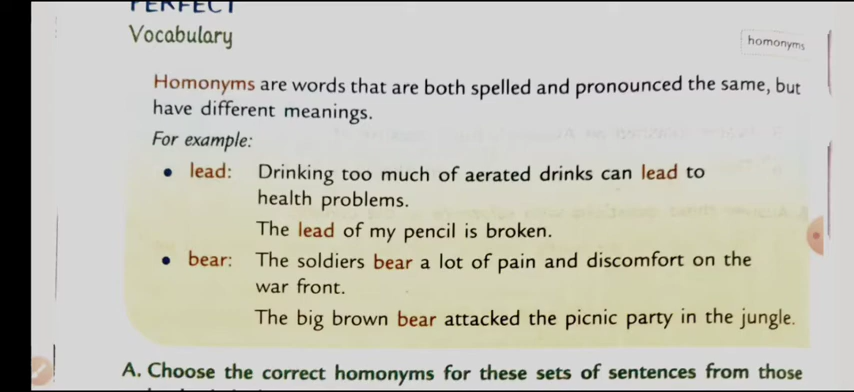 PERFECT
Vocabulary
homonyms
Homonyms are words that are both spelled and pronounced the same, but
have different meanings.
For example:
• lead: Drinking too much of aerated drinks can lead to
health problems.
The lead of my pencil is broken.
• bear: The soldiers bear a lot of pain and discomfort on the
war front.
The big brown bear attacked the picnic party in the jungle.
A. Choose the correct homonyms for these sets of sentences from those